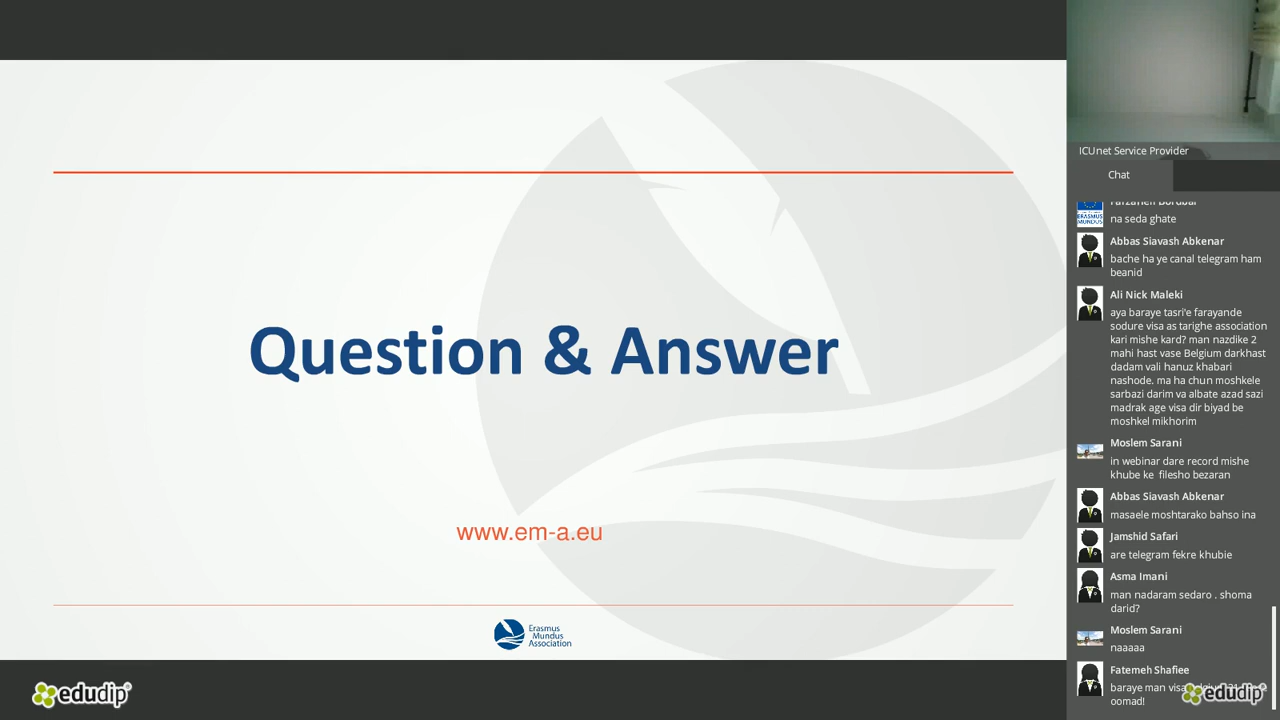 Question & Answer
www.em-a.eu
Erasmus
Mundus
Association
edudip
ICUnet Service Provider
Chat
na seda ghate
Abbas Siavash Abkenar
bache ha ye canal telegram ham
beanid
Ali Nick Maleki
aya baraye tasri'e farayande
sodure visa as tarighe association
kari mishe kard? man nazdike 2
mahi hast vase Belgium darkhast
dadam vali hanuz khabari
nashode. ma ha chun moshkele
sarbazi darim va albate azad sazi
madrak age visa dir biyad be
moshkel mikhorim
Moslem Sarani
in webinar dare record mishe
khube ke filesho bezaran
Abbas Siavash Abkenar
masaele moshtarako bahso ina
Jamshid Safari
are telegram fekre khubie
Asma Imani
man nadaram sedaro . shoma
darid?
Moslem Sarani
naaaaa
Fatemeh Shafiee
baraye man
oomad!
edudip